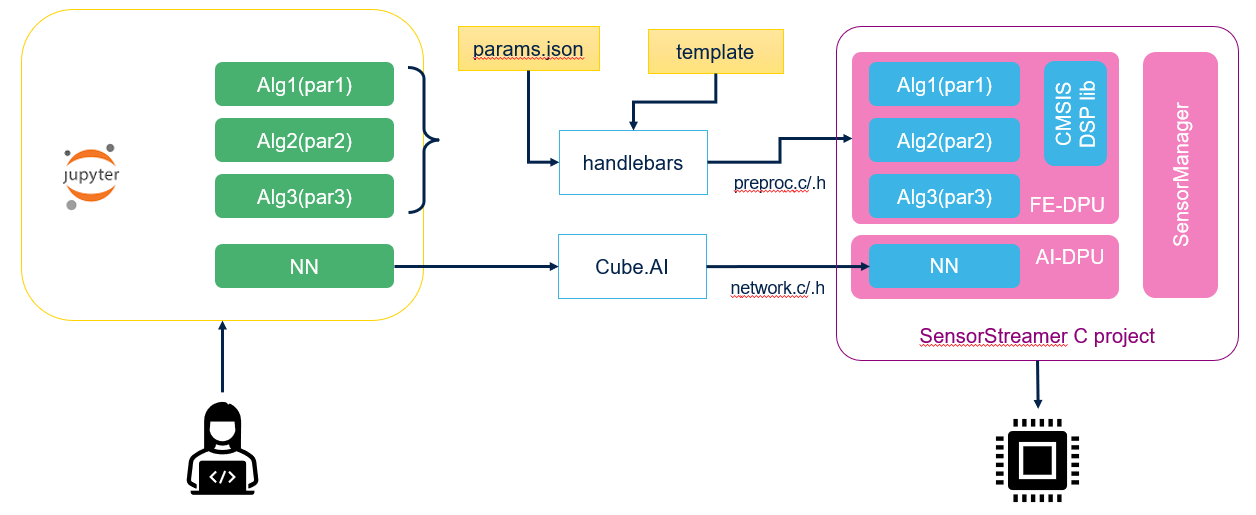 jupyter
Alg1(par1)
Alg2(par2)
Alg3(par3)
NN
params.json
template
handlebars
preproc.c/.h
Cube.AI
network.c/.h
Alg1(par1)
Alg2(par2)
Alg3(par3)
CMSIS
DSP lib
FE-DPU
NN
AI-DPU
SensorManager
SensorStreamer C project
</>